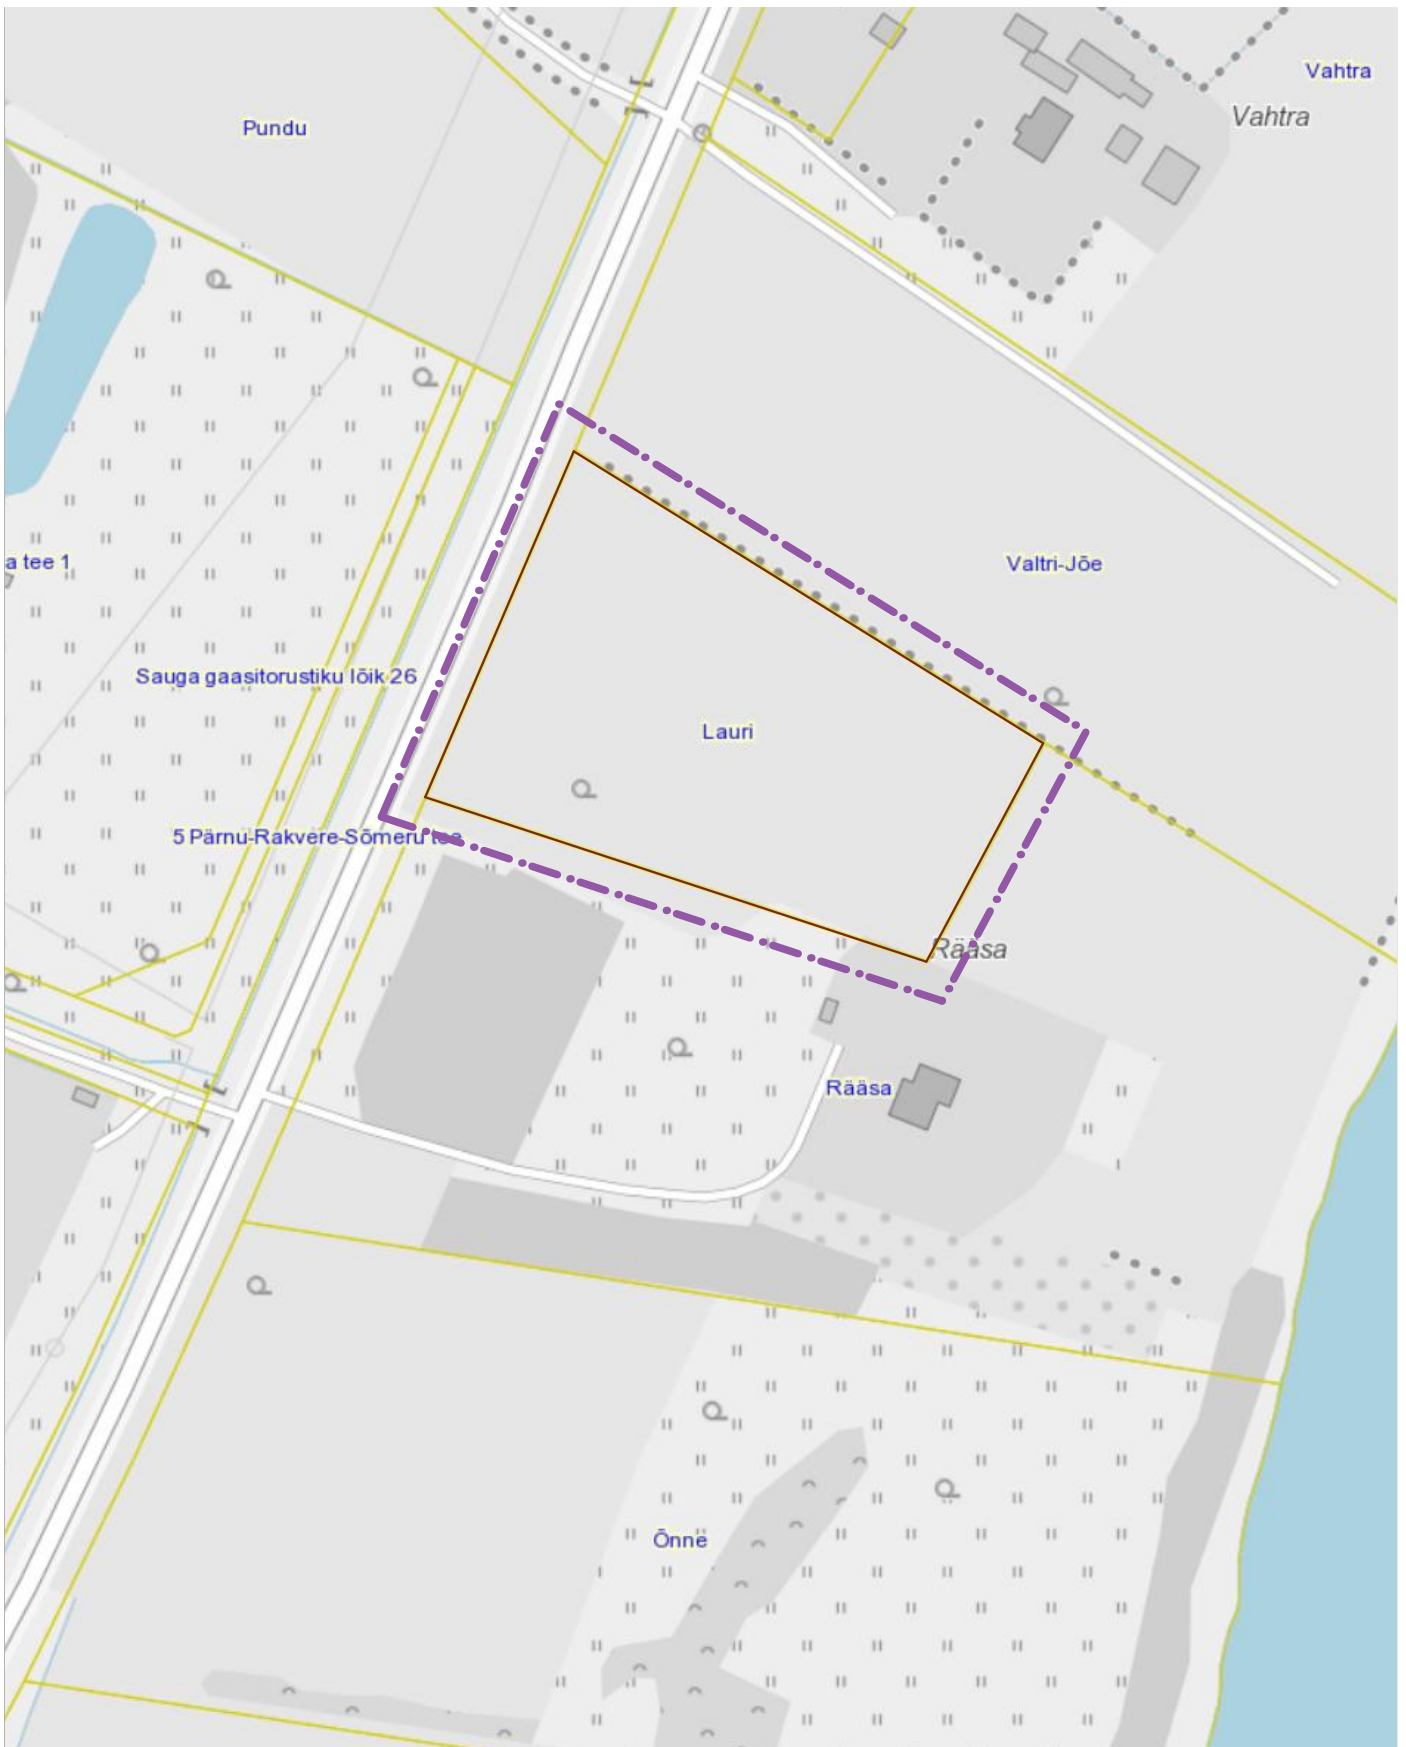 Vahtra
Vahtra
Pundu
a tee 1
Valtri-Jõe
Sauga gaasitorustiku lõik 26
Lauri
5 Pärnu-Rakvere-Sõmeru tee
Rääsa
Rääsa
Õnne